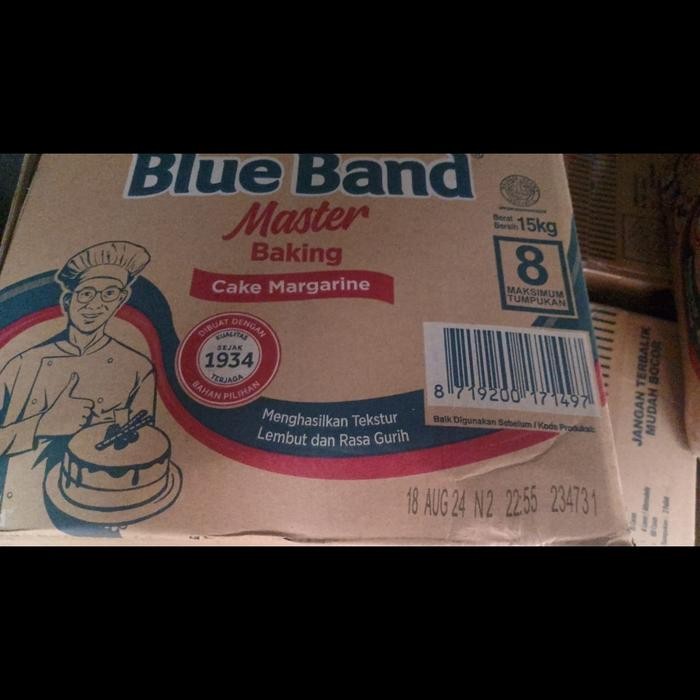 Blue Band
Master
Baking
Cake Margarine
Berat
Bersih 15kg
8
MAKSIMUM
TUMPUKAN
DIBUAT DENGAN
KUALITAS
SEJAK
1934
TERJAGA
BAHAN PILIHAN
8 719200 171497
Menghasilkan Tekstur
Lembut dan Rasa Gurih
Baik Digunakan Sebelum / Kode Produksi:
18 AUG 24 N2 22:55 234731
JANGAN TERBALIK
MUDAH BOCOR